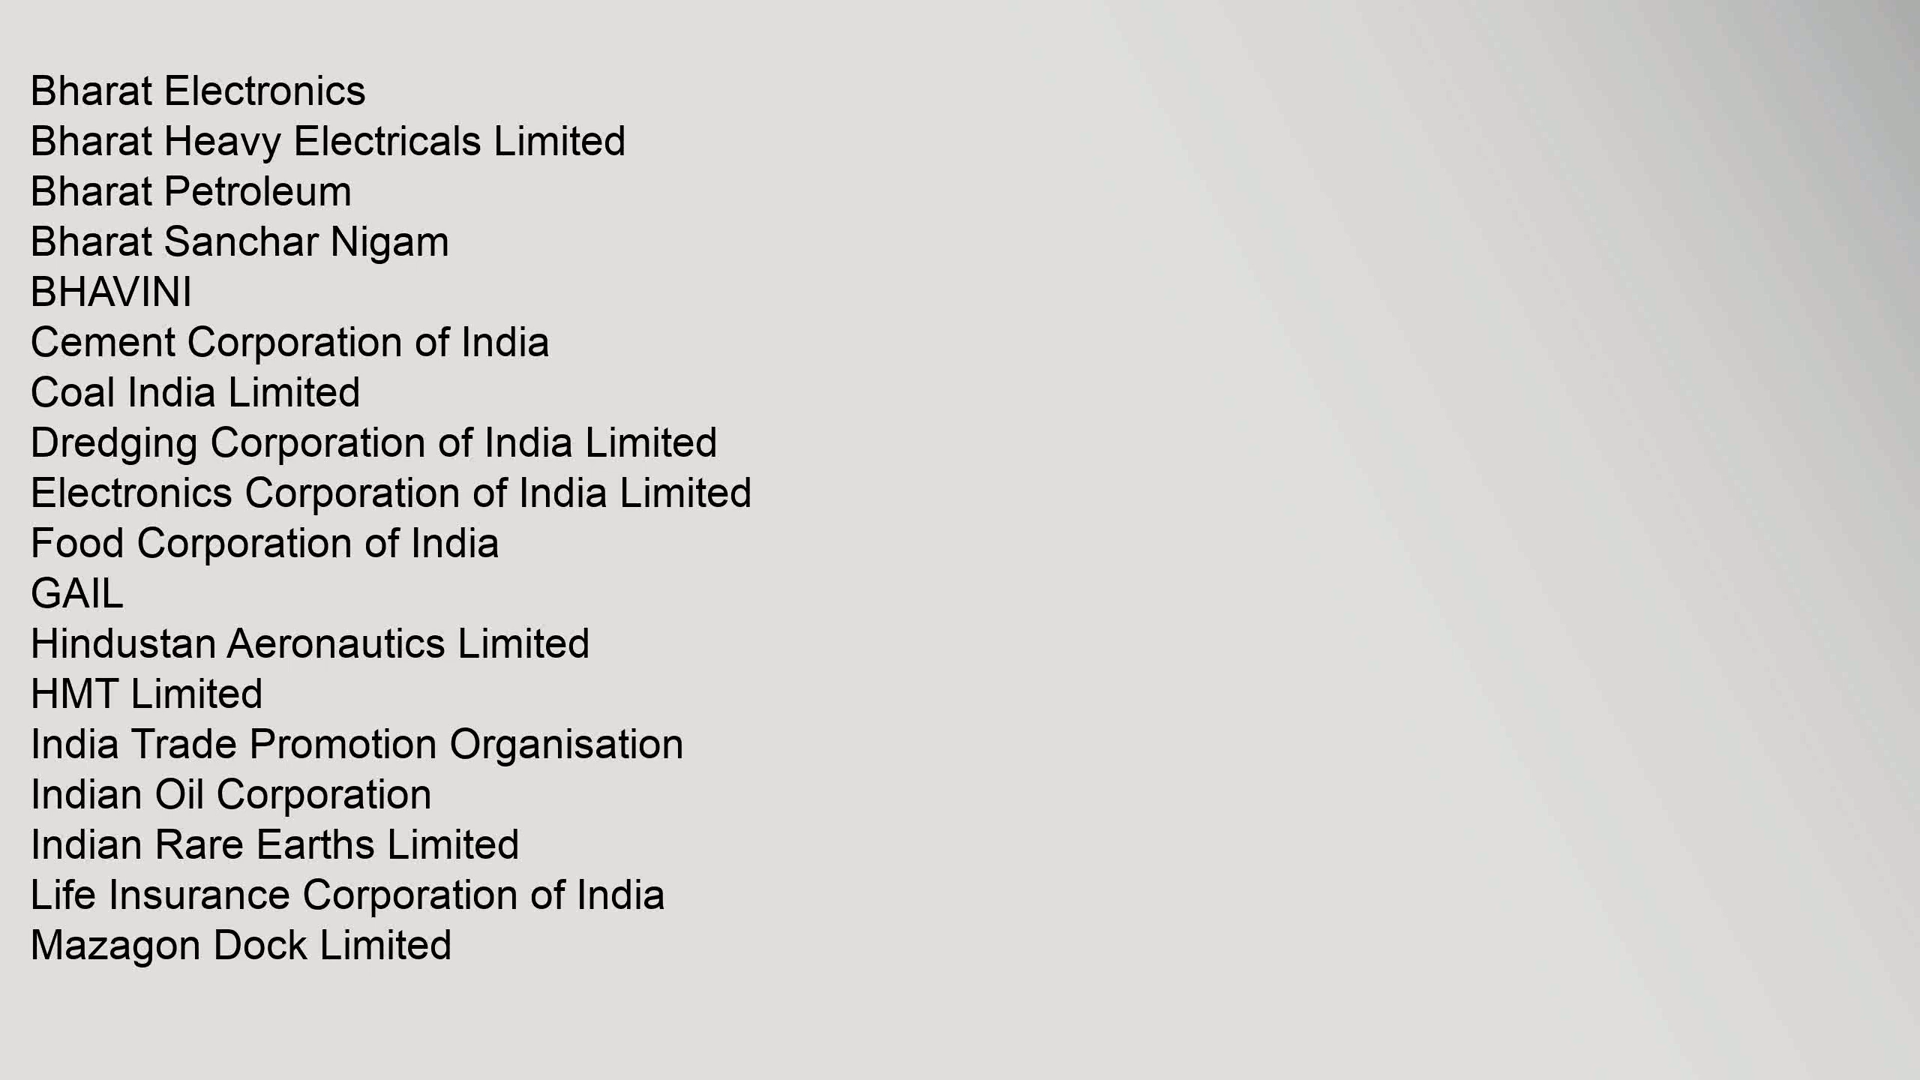 Bharat Electronics
Bharat Heavy Electricals Limited
Bharat Petroleum
Bharat Sanchar Nigam
BHAVINI
Cement Corporation of India
Coal India Limited
Dredging Corporation of India Limited
Electronics Corporation of India Limited
Food Corporation of India
GAIL
Hindustan Aeronautics Limited
HMT Limited
India Trade Promotion Organisation
Indian Oil Corporation
Indian Rare Earths Limited
Life Insurance Corporation of India
Mazagon Dock Limited